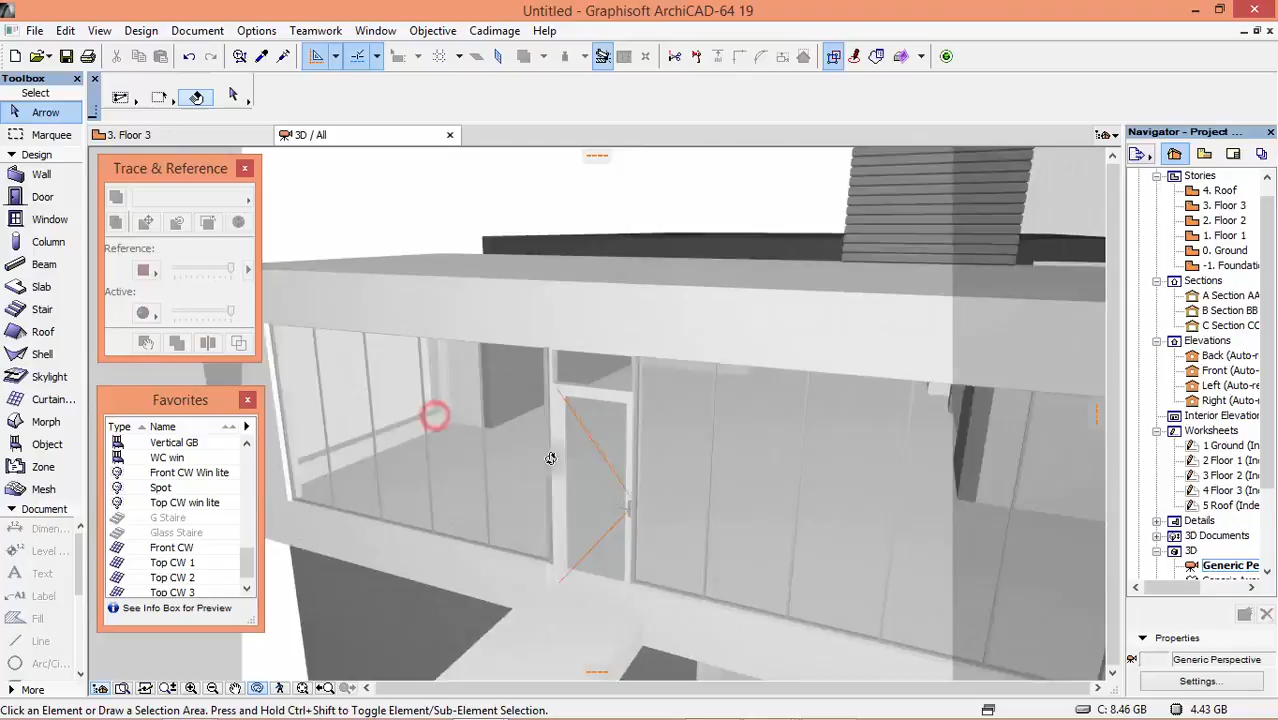 Untitled - Graphisoft ArchiCAD-64 19
File Edit View Design Document Options Teamwork Window Objective Cadimage Help
Toolbox
Select
Arrow
Marquee
Design
Wall
Door
Window
Column
Beam
Slab
Stair
Roof
Shell
Skylight
Curtain...
Morph
Object
Zone
Mesh
Document
Dimen...
Level ...
Text
Label
Fill
Line
Arc/Ci...
More
3. Floor 3
3D / All
Trace & Reference
Reference:
Active:
Favorites
Type Name
Vertical GB
WC win
Front CW Win lite
Spot
Top CW win lite
G Staire
Glass Staire
Front CW
Top CW 1
Top CW 2
Top CW 3
See Info Box for Preview
Navigator - Project ...
Stories
4. Roof
3. Floor 3
2. Floor 2
1. Floor 1
0. Ground
-1. Foundatio
Sections
A Section AA
B Section BB
C Section CC
Elevations
Back (Auto-r
Front (Auto-
Left (Auto-re
Right (Auto-
Interior Elevation
Worksheets
1 Ground (In
2 Floor 1 (In
3 Floor 2 (In
4 Floor 3 (In
5 Roof (Inde
Details
3D Documents
3D
Generic Pe
Properties
Generic Perspective
Settings...
Click an Element or Draw a Selection Area. Press and Hold Ctrl+Shift to Toggle Element/Sub-Element Selection.
C: 8.46 GB
4.43 GB